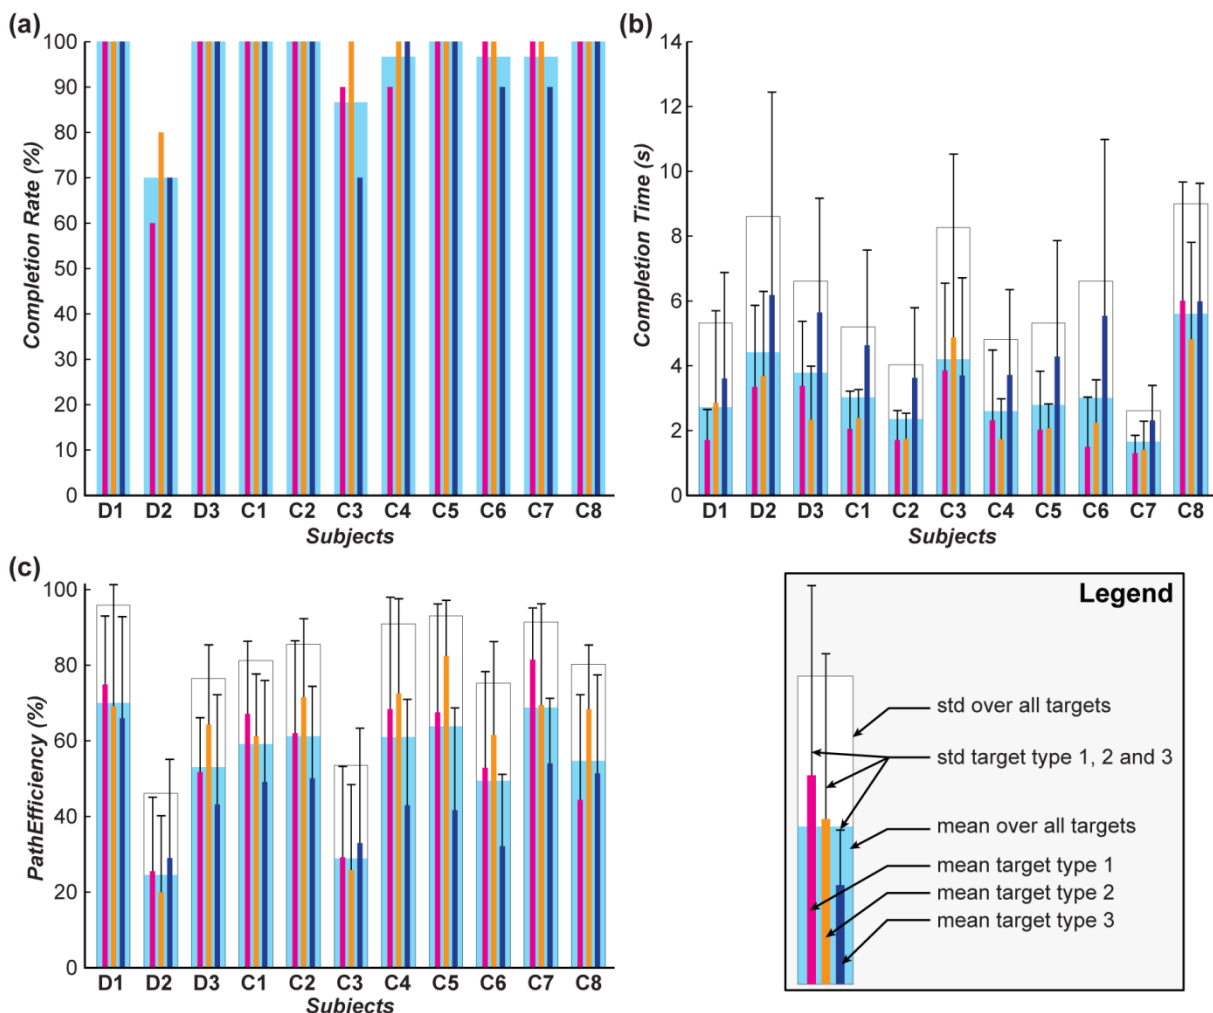 (a)
Completion Rate (%)
100
90
80
70
60
50
40
30
20
10
0
D1 D2 D3 C1 C2 C3 C4 C5 C6 C7 C8
Subjects
(b)
Completion Time (s)
14
12
10
8
6
4
2
0
D1 D2 D3 C1 C2 C3 C4 C5 C6 C7 C8
Subjects
(c)
PathEfficiency (%)
100
80
60
40
20
0
D1 D2 D3 C1 C2 C3 C4 C5 C6 C7 C8
Subjects
Legend
std over all targets
std target type 1, 2 and 3
mean over all targets
mean target type 1
mean target type 2
mean target type 3